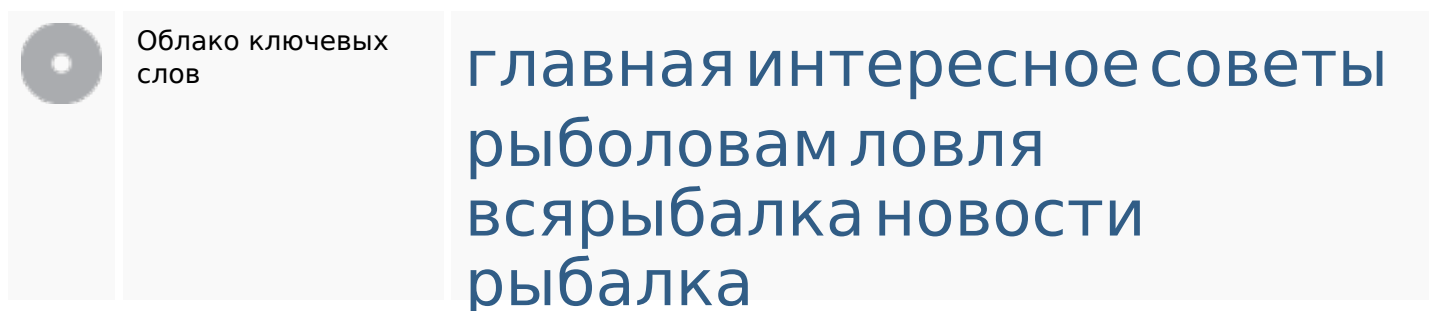 Облако ключевых
слов
главная интересное советы
рыболовам ловля
всярыбалка новости
рыбалка